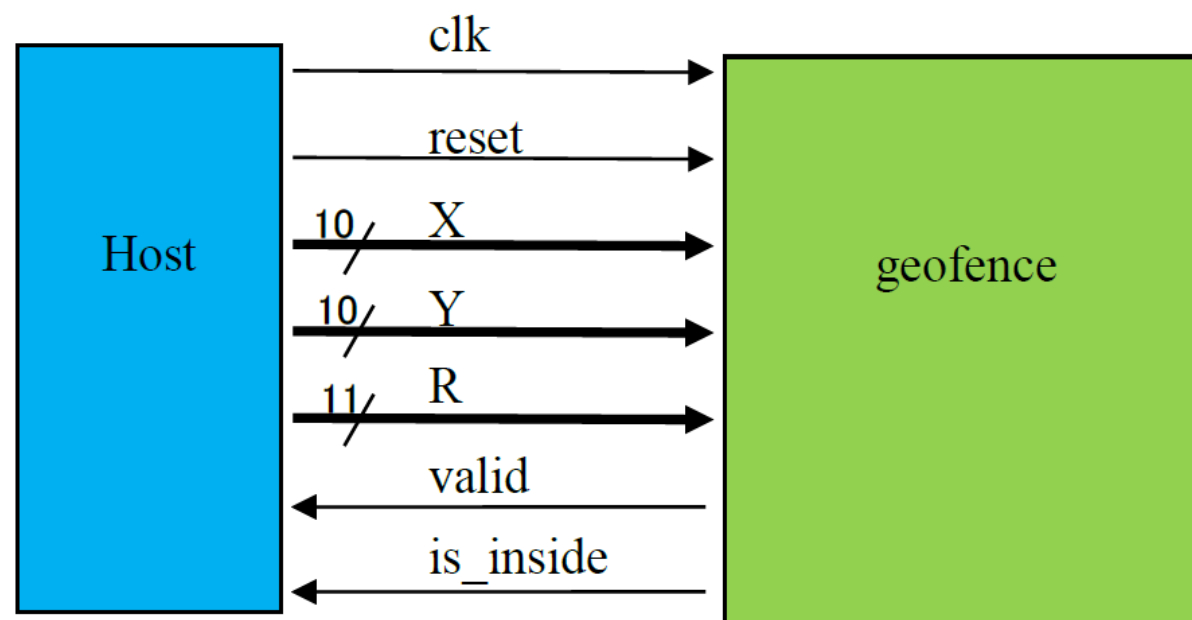 clk
reset
10 X
Host
geofence
10 Y
11 R
valid
is_inside